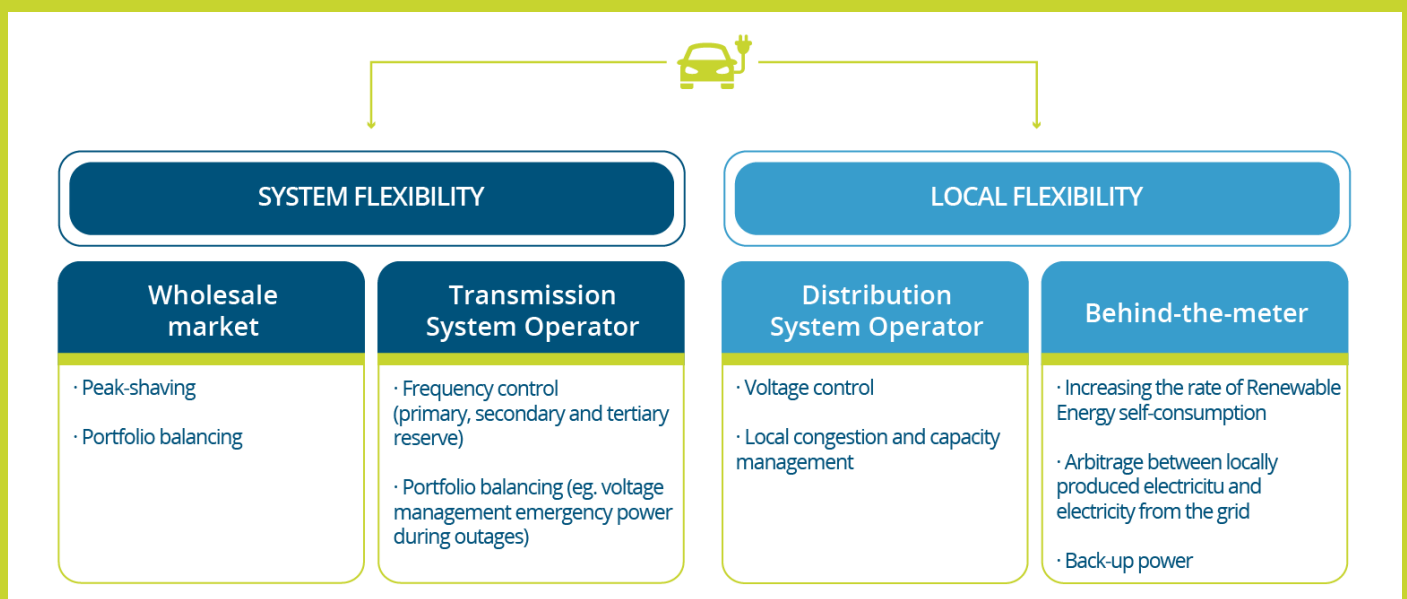 SYSTEM FLEXIBILITY
LOCAL FLEXIBILITY
Wholesale
market
· Peak-shaving
· Portfolio balancing
Transmission
System Operator
· Frequency control
(primary, secondary and tertiary
reserve)
· Portfolio balancing (eg. voltage
management emergency power
during outages)
Distribution
System Operator
· Voltage control
· Local congestion and capacity
management
Behind-the-meter
· Increasing the rate of Renewable
Energy self-consumption
· Arbitrage between locally
produced electricitu and
electricity from the grid
· Back-up power